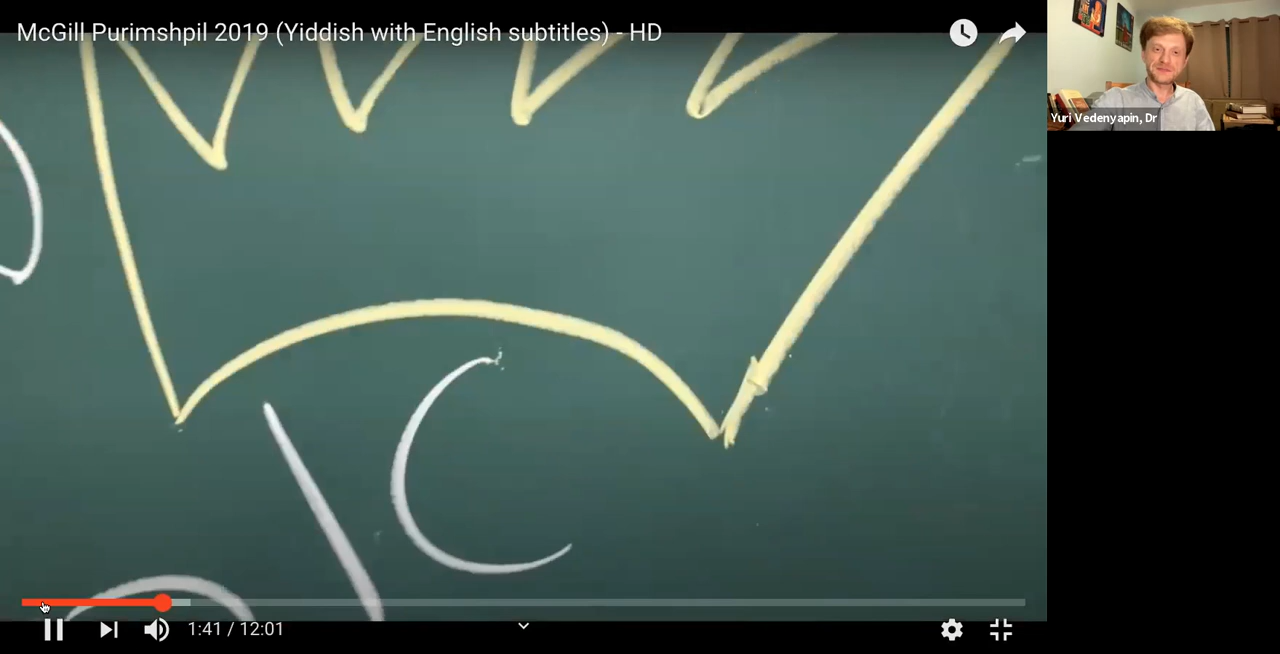 McGill Purimshpil 2019 (Yiddish with English subtitles) - HD
Yuri Vedenyapin, Dr
1:41 / 12:01